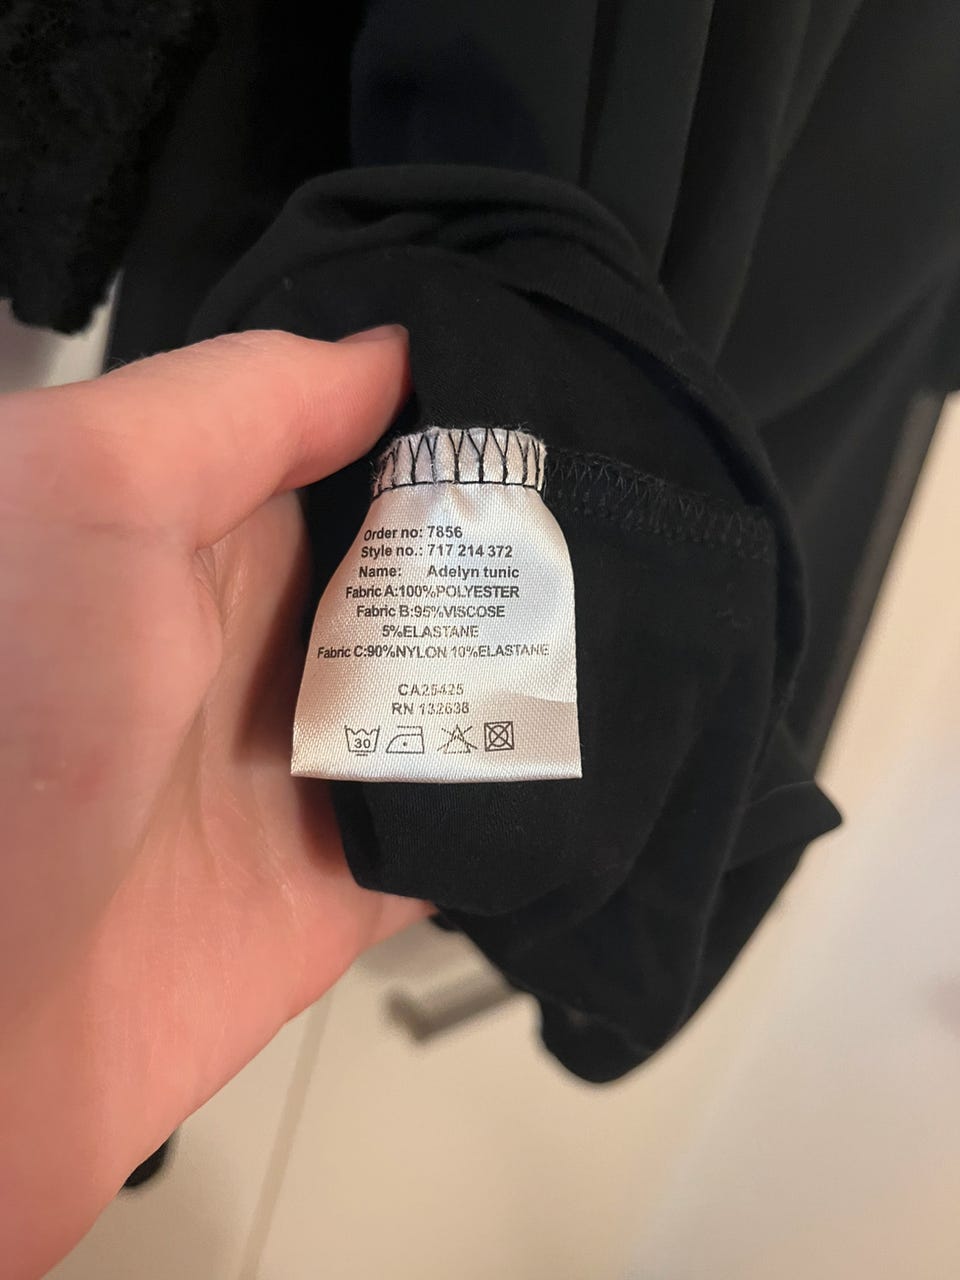 Order no: 7856
Style no.: 717 214 372
Name: Adelyn tunic
Fabric A:100%POLYESTER
Fabric B:95%VISCOSE
5%ELASTANE
Fabric C:90%NYLON 10%ELASTANE
CA25425
RN 132638
30